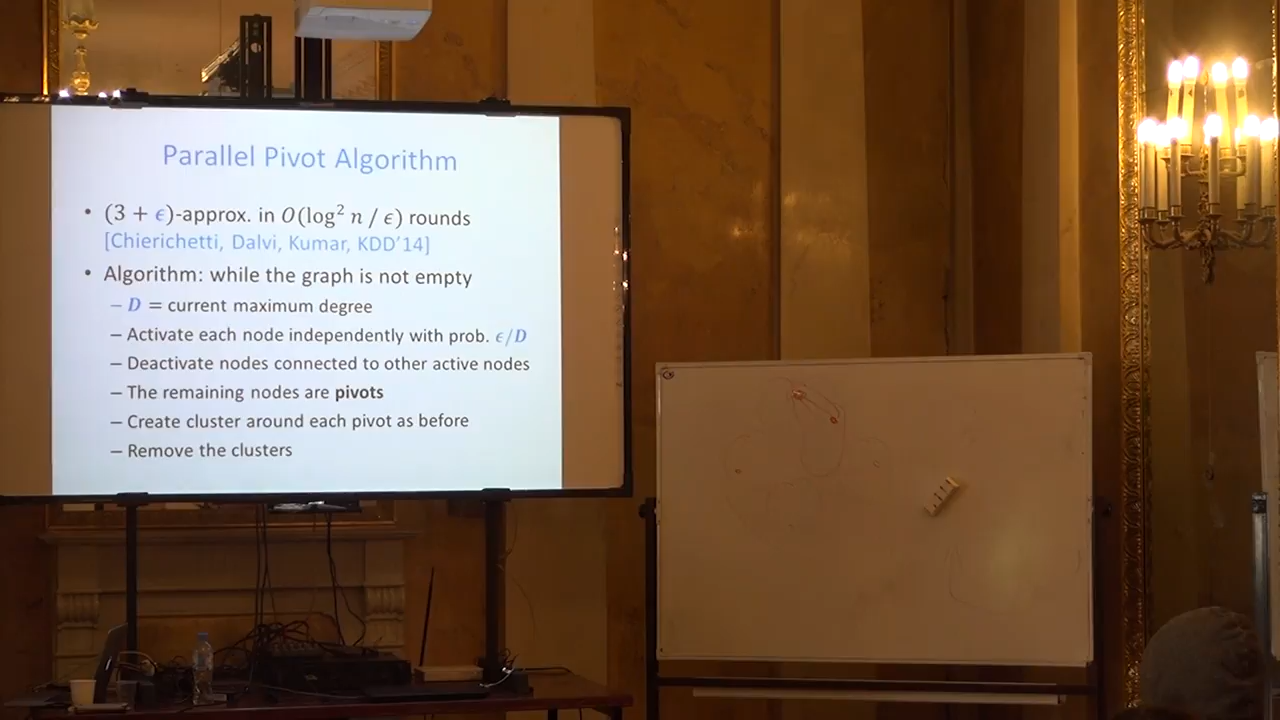 Parallel Pivot Algorithm
• (3 + ϵ)-approx. in O(log² n / ϵ) rounds
[Chierichetti, Dalvi, Kumar, KDD'14]
• Algorithm: while the graph is not empty
– D = current maximum degree
– Activate each node independently with prob. ϵ/D
– Deactivate nodes connected to other active nodes
– The remaining nodes are pivots
– Create cluster around each pivot as before
– Remove the clusters